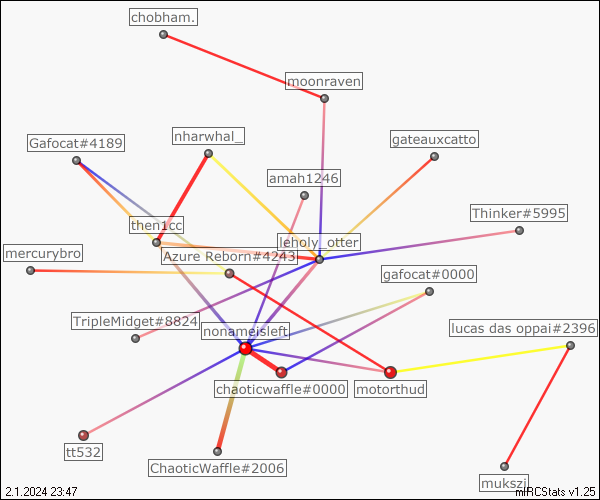 chobham.
moonraven
nharwhal_
Gafocat#4189
gateauxcatto
amah1246
Thinker#5995
then1cc
leholy_otter
mercurybro
Azure Reborn#4243
gafocat#0000
TripleMidget#8824
nonameisleft
lucas das oppai#2396
chaoticwaffle#0000
motorthud
tt532
ChaoticWaffle#2006
mukszi
2.1.2024 23:47
mIRCStats v1.25